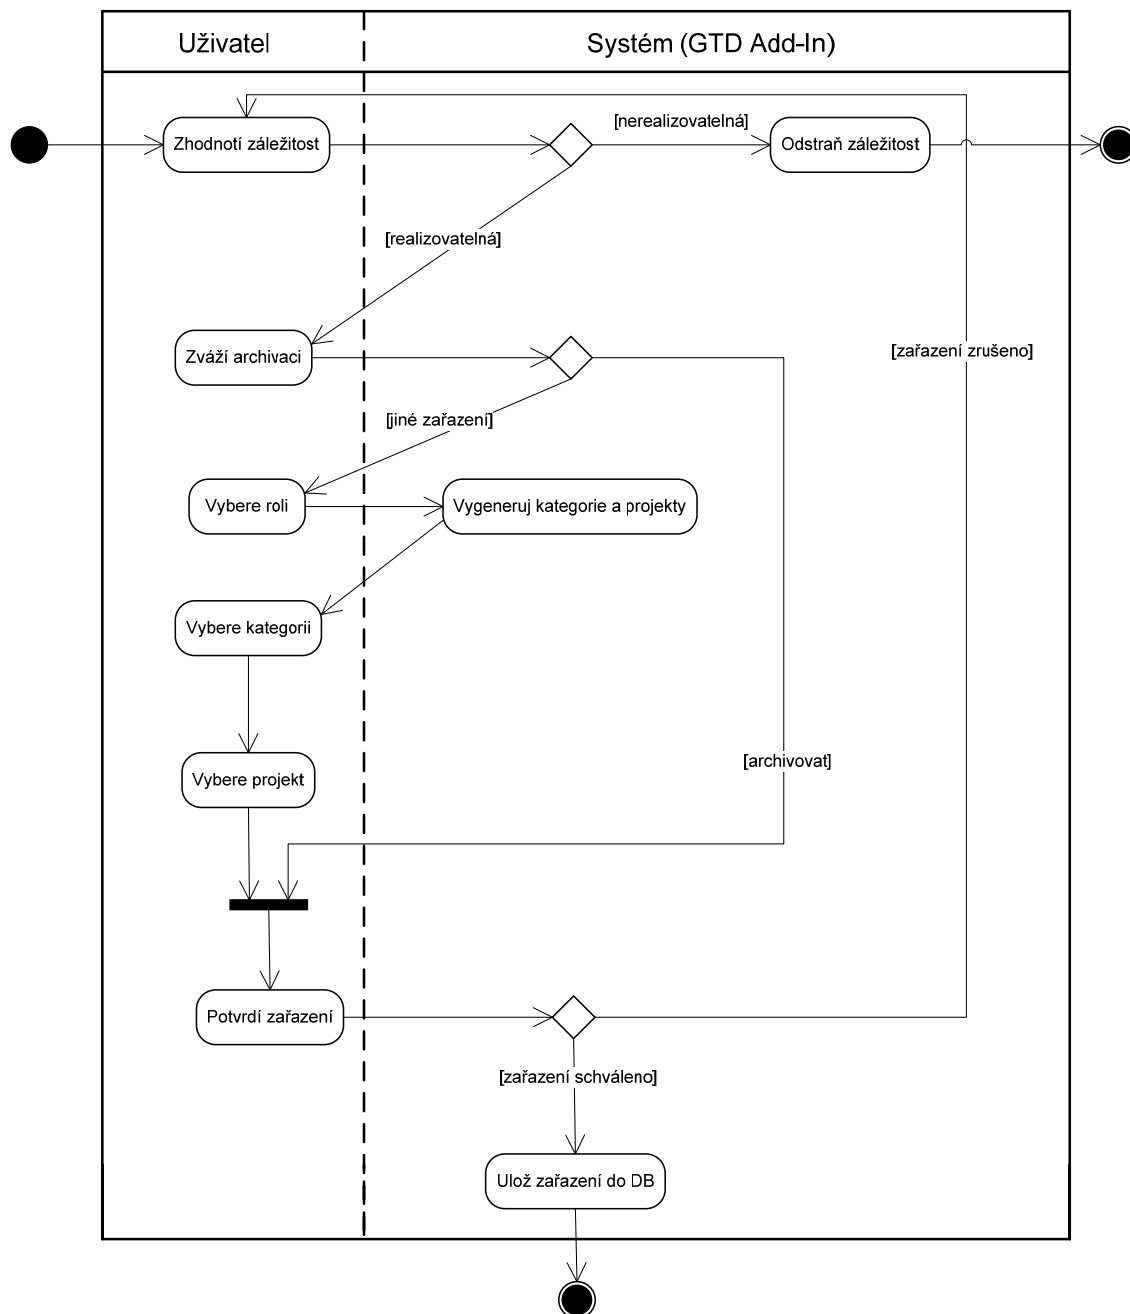 Uživatel
Systém (GTD Add-In)
Zhodnotí záležitost
[nerealizovatelná]
Odstraň záležitost
[realizovatelná]
Zváží archivaci
[zařazení zrušeno]
[jiné zařazení]
Vybere roli
Vygeneruj kategorie a projekty
Vybere kategorii
Vybere projekt
[archivovat]
Potvrdí zařazení
[zařazení schváleno]
Ulož zařazení do DB